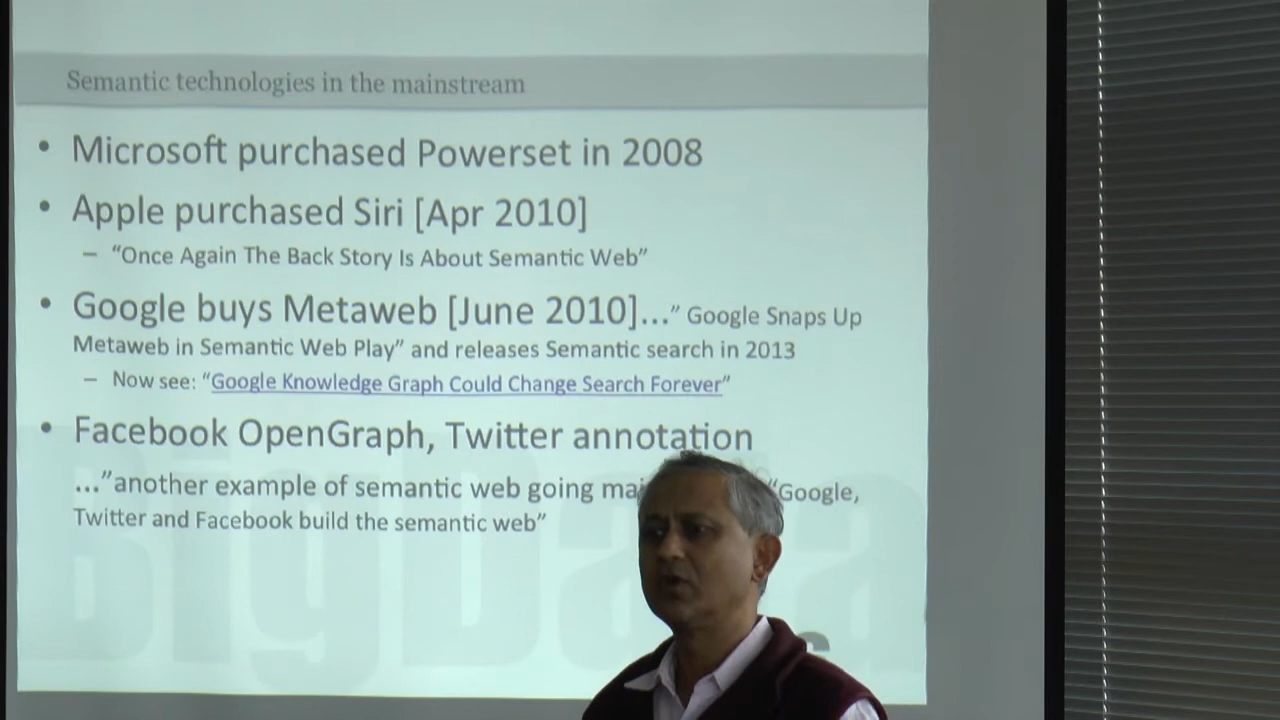 Semantic technologies in the mainstream
• Microsoft purchased Powerset in 2008
• Apple purchased Siri [Apr 2010]
– “Once Again The Back Story Is About Semantic Web”
• Google buys Metaweb [June 2010]...” Google Snaps Up
Metaweb in Semantic Web Play” and releases Semantic search in 2013
– Now see: “Google Knowledge Graph Could Change Search Forever”
• Facebook OpenGraph, Twitter annotation
...”another example of semantic web going “Google,
Twitter and Facebook build the semantic web”
BigData